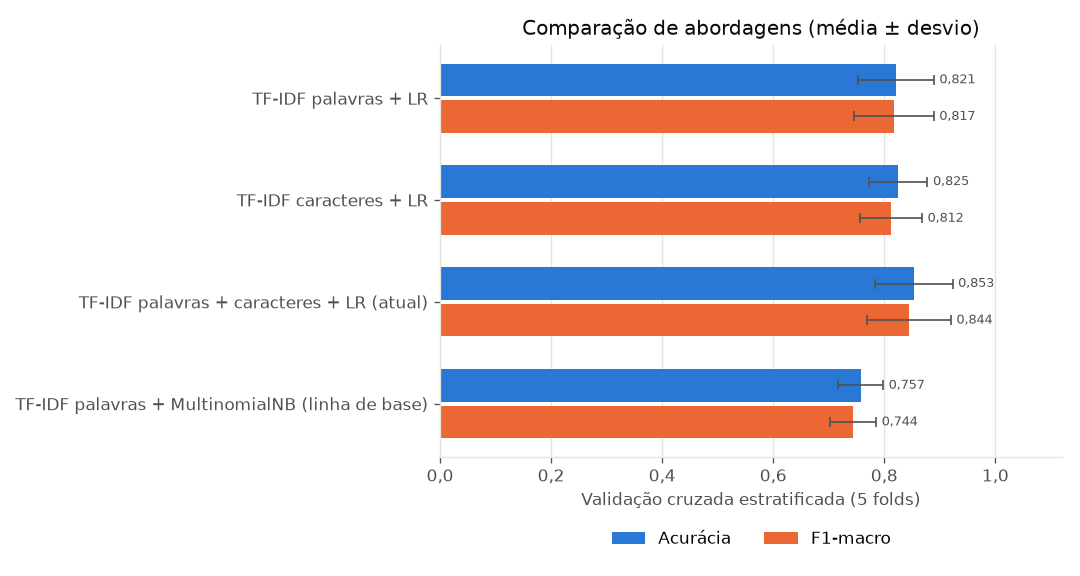 Comparação de abordagens (média ± desvio)
TF-IDF palavras + LR
0,821
0,817
TF-IDF caracteres + LR
0,825
0,812
TF-IDF palavras + caracteres + LR (atual)
0,853
0,844
TF-IDF palavras + MultinomialNB (linha de base)
0,757
0,744
0,0 0,2 0,4 0,6 0,8 1,0
Validação cruzada estratificada (5 folds)
Acurácia F1-macro